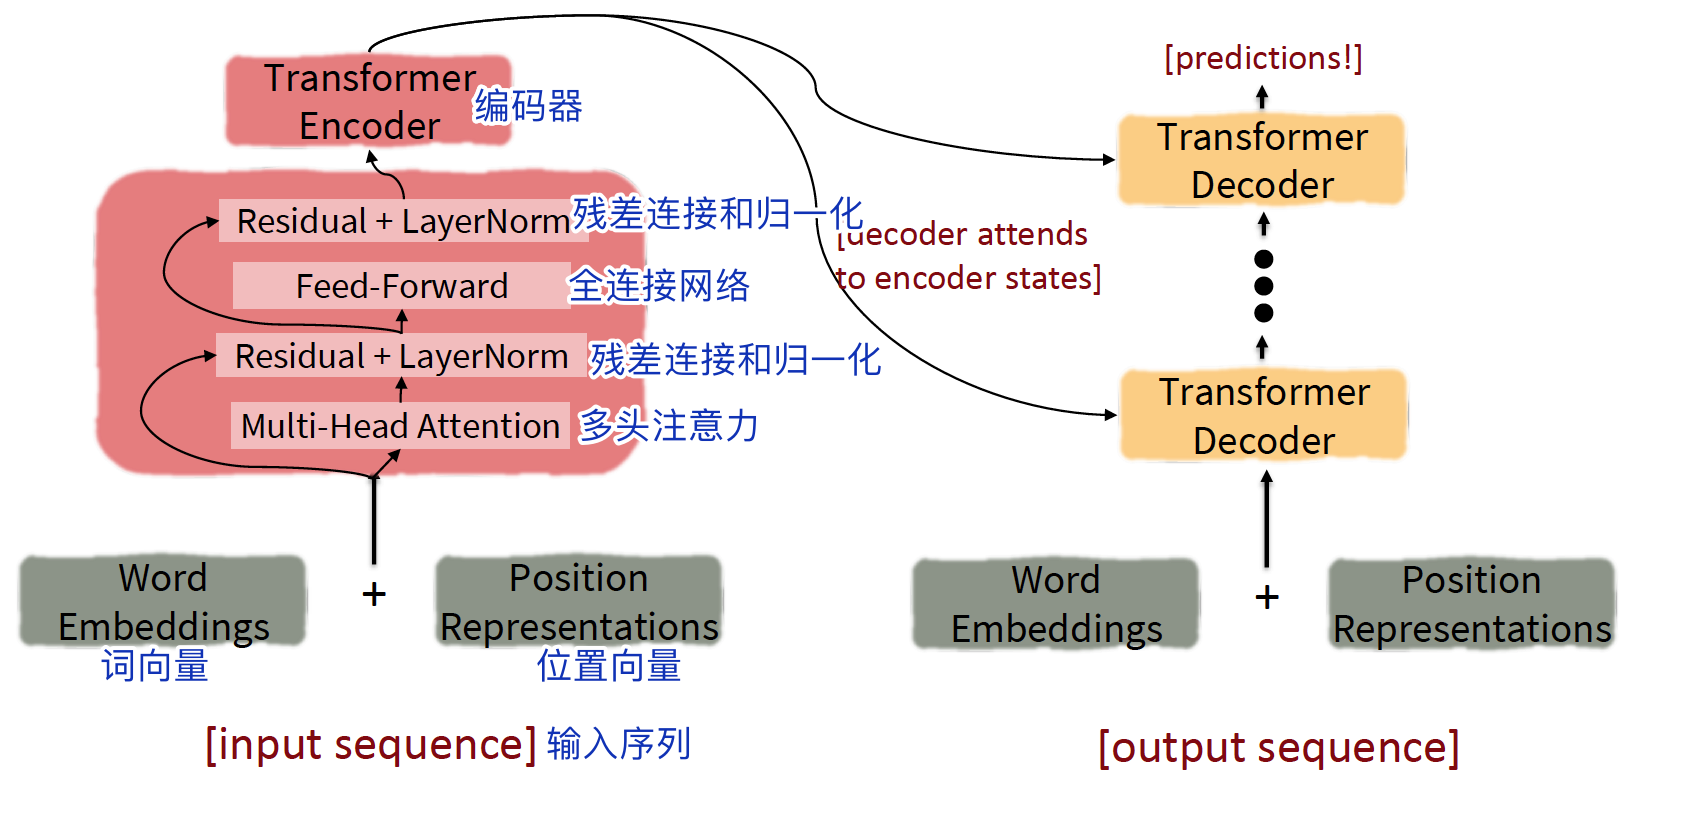 Transformer
Encoder
编码器
Residual + LayerNorm
残差连接和归一化
Feed-Forward
全连接网络
Residual + LayerNorm
残差连接和归一化
Multi-Head Attention
多头注意力
Word
Embeddings
词向量
+
Position
Representations
位置向量
[input sequence]
输入序列
[decoder attends
to encoder states]
[predictions!]
Transformer
Decoder
Transformer
Decoder
Word
Embeddings
+
Position
Representations
[output sequence]